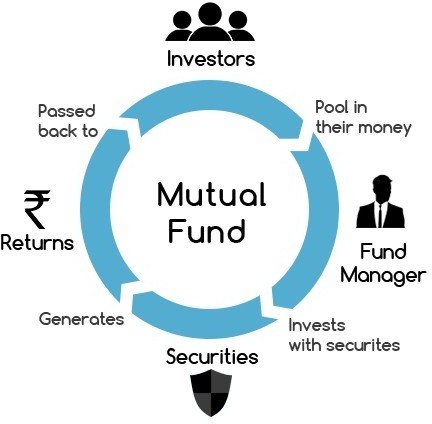 Investors
Pool in
their money
Fund
Manager
Invests
with securites
Securities
Generates
₹
Returns
Passed
back to
Mutual
Fund